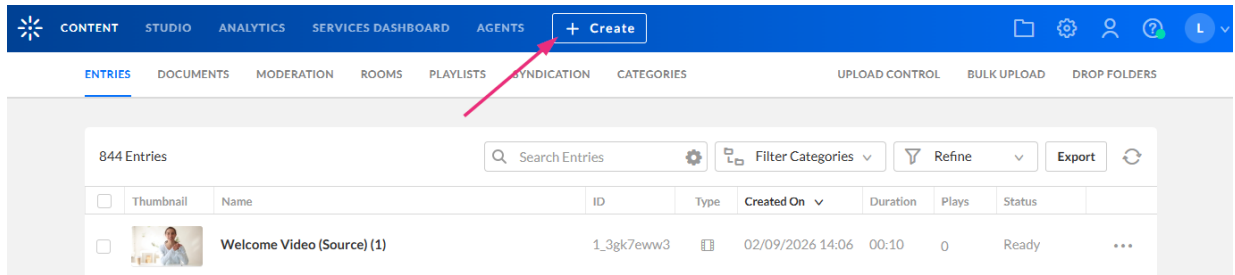 CONTENT STUDIO ANALYTICS SERVICES DASHBOARD AGENTS + Create ? L
ENTRIES DOCUMENTS MODERATION ROOMS PLAYLISTS SYNDICATION CATEGORIES UPLOAD CONTROL BULK UPLOAD DROP FOLDERS
844 Entries Search Entries Filter Categories Refine Export
Thumbnail Name ID Type Created On Duration Plays Status
Welcome Video (Source) (1) 1_3gk7eww3 02/09/2026 14:06 00:10 0 Ready